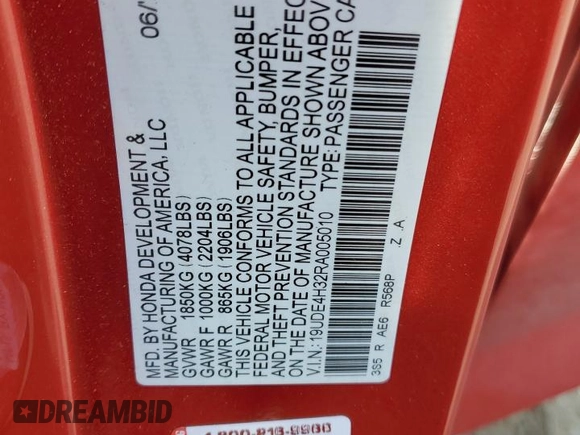 06/
MFD. BY HONDA DEVELOPMENT &
MANUFACTURING OF AMERICA, LLC
GVWR 1850KG (4078LBS)
GAWR F 1000KG (2204LBS)
GAWR R 865KG (1906LBS)
THIS VEHICLE CONFORMS TO ALL APPLICABLE
FEDERAL MOTOR VEHICLE SAFETY, BUMPER,
AND THEFT PREVENTION STANDARDS IN EFFEC
ON THE DATE OF MANUFACTURE SHOWN ABOV
V.I.N.: 19UDE4H32RA005010 TYPE: PASSENGER CA
3S5 R AE6 R568P Z .A
DREAMBID